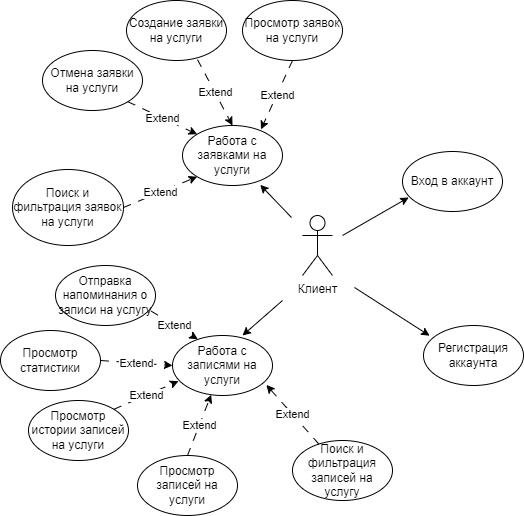 Создание заявки
на услуги
Просмотр заявок
на услуги
Отмена заявки
на услуги
Extend
Extend
Extend
Работа с
заявками на
услуги
Вход в аккаунт
Поиск и
фильтрация заявок
на услуги
Extend
Клиент
Отправка
напоминания о
записи на услугу
Extend
Регистрация
аккаунта
Просмотр
статистики
Extend
Работа с
записями на
услуги
Просмотр
истории записей
на услуги
Extend
Extend
Extend
Просмотр
записей на
услуги
Поиск и
фильтрация
записей на
услугу